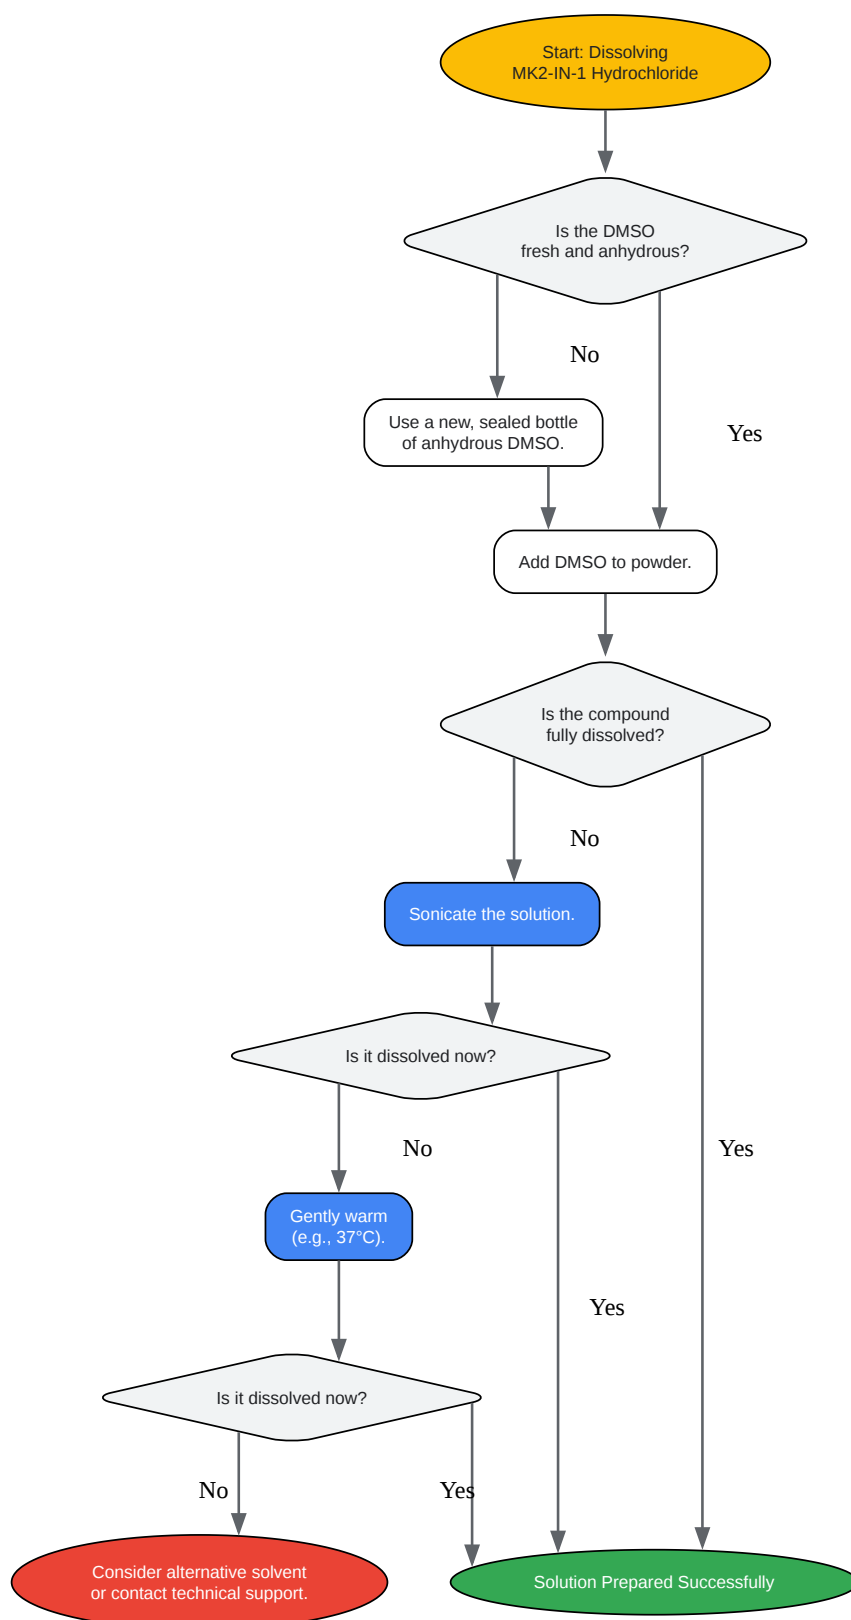 Start: Dissolving
MK2-IN-1 Hydrochloride
Is the DMSO
fresh and anhydrous?
No
Use a new, sealed bottle
of anhydrous DMSO.
Yes
Add DMSO to powder.
Is the compound
fully dissolved?
No
Sonicate the solution.
Is it dissolved now?
No
Yes
Gently warm
(e.g., 37°C).
Yes
Is it dissolved now?
No
Yes
Consider alternative solvent
or contact technical support.
Solution Prepared Successfully